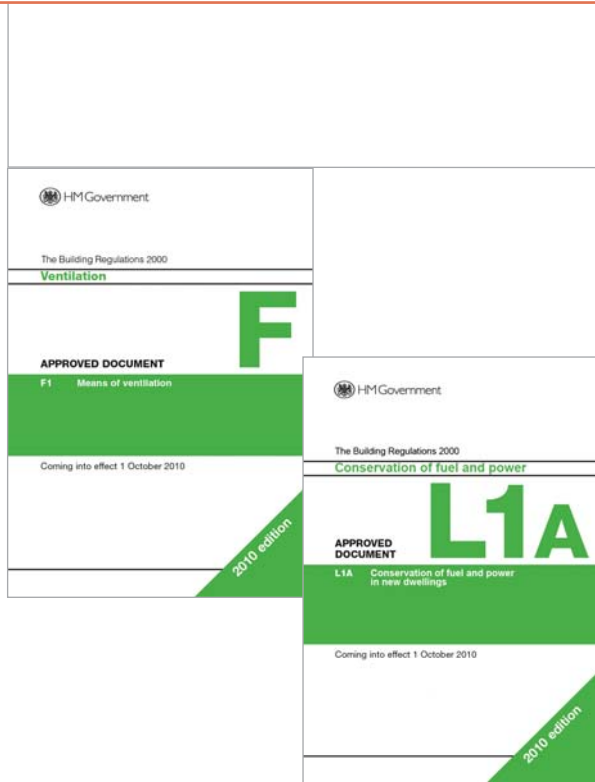 HM Government
The Building Regulations 2000
Ventilation
F
APPROVED DOCUMENT
F1 Means of ventilation
Coming into effect 1 October 2010
2010 edition
HM Government
The Building Regulations 2000
Conservation of fuel and power
L1A
APPROVED
DOCUMENT
L1A Conservation of fuel and power
in new dwellings
Coming into effect 1 October 2010
2010 edition